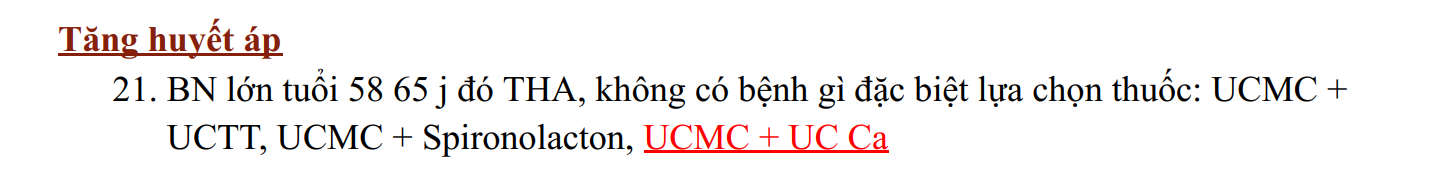 Tăng huyết áp
21. BN lớn tuổi 58 65 j đó THA, không có bệnh gì đặc biệt lựa chọn thuốc: UCMC +
UCTT, UCMC + Spironolacton, UCMC + UC Ca